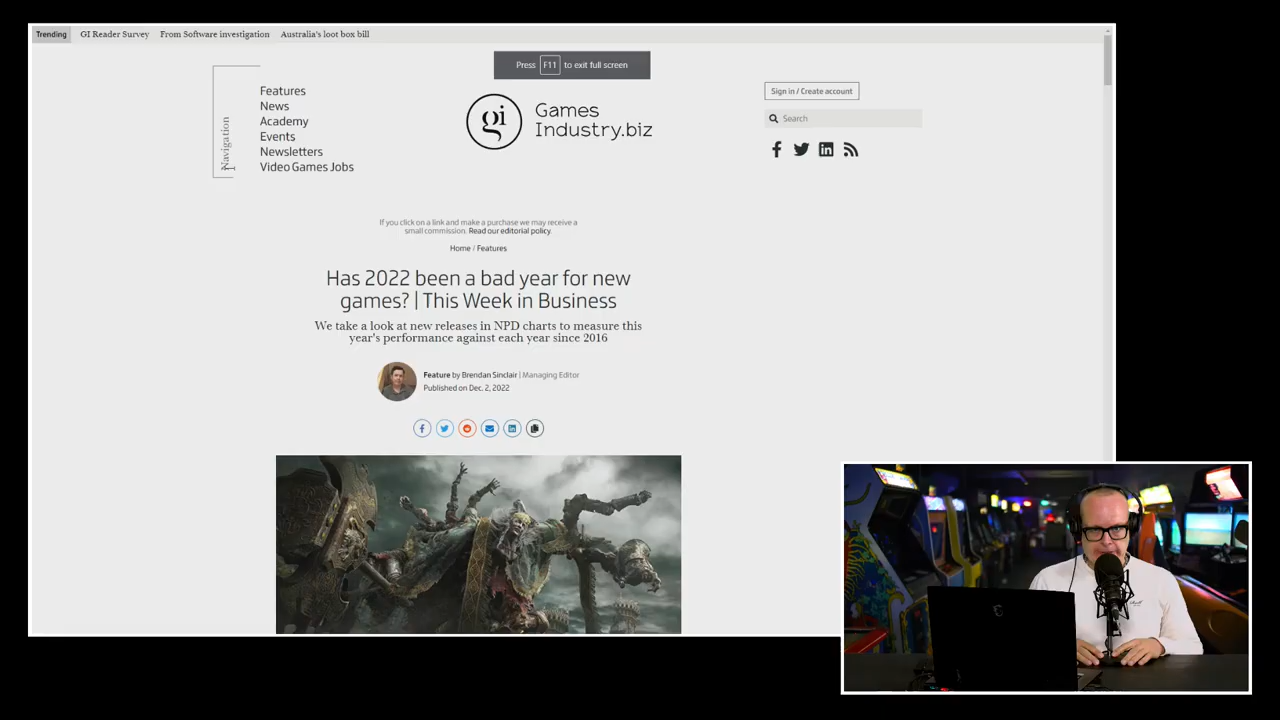 Trending GI Reader Survey From Software investigation Australia's loot box bill
Press F11 to exit full screen
Navigation
Features
News
Academy
Events
Newsletters
Video Games Jobs
gi Games
Industry.biz
Sign in / Create account
Search
If you click on a link and make a purchase we may receive a
small commission. Read our editorial policy.
Home / Features
Has 2022 been a bad year for new
games? | This Week in Business
We take a look at new releases in NPD charts to measure this
year's performance against each year since 2016
Feature by Brendan Sinclair | Managing Editor
Published on Dec. 2, 2022